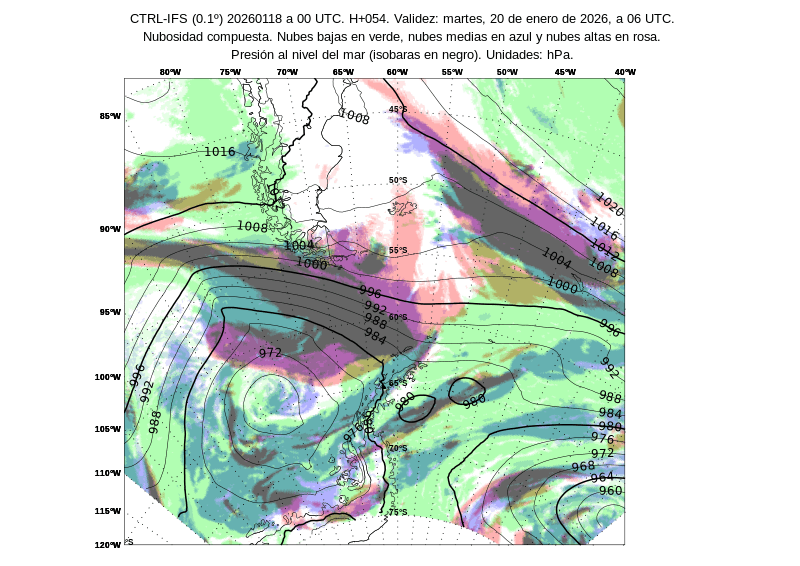 CTRL-IFS (0.1º) 20260118 a 00 UTC. H+054. Validez: martes, 20 de enero de 2026, a 06 UTC.
Nubosidad compuesta. Nubes bajas en verde, nubes medias en azul y nubes altas en rosa.
Presión al nivel del mar (isobaras en negro). Unidades: hPa.
80°W 75°W 70°W 65°W 60°W 55°W 50°W 45°W 40°W
85°W
45°S
1008
1016
50°S
1020
90°W
1008
1016
1004
55°S
1012
1004
1000
1008
1000
996
95°W
992
60°S
988
996
984
972
992
996
100°W
65°S
992
980
980
988
988
984
105°W
980
980
976
976
70°S
972
110°W
968
964
960
115°W
75°S
120°W
°S